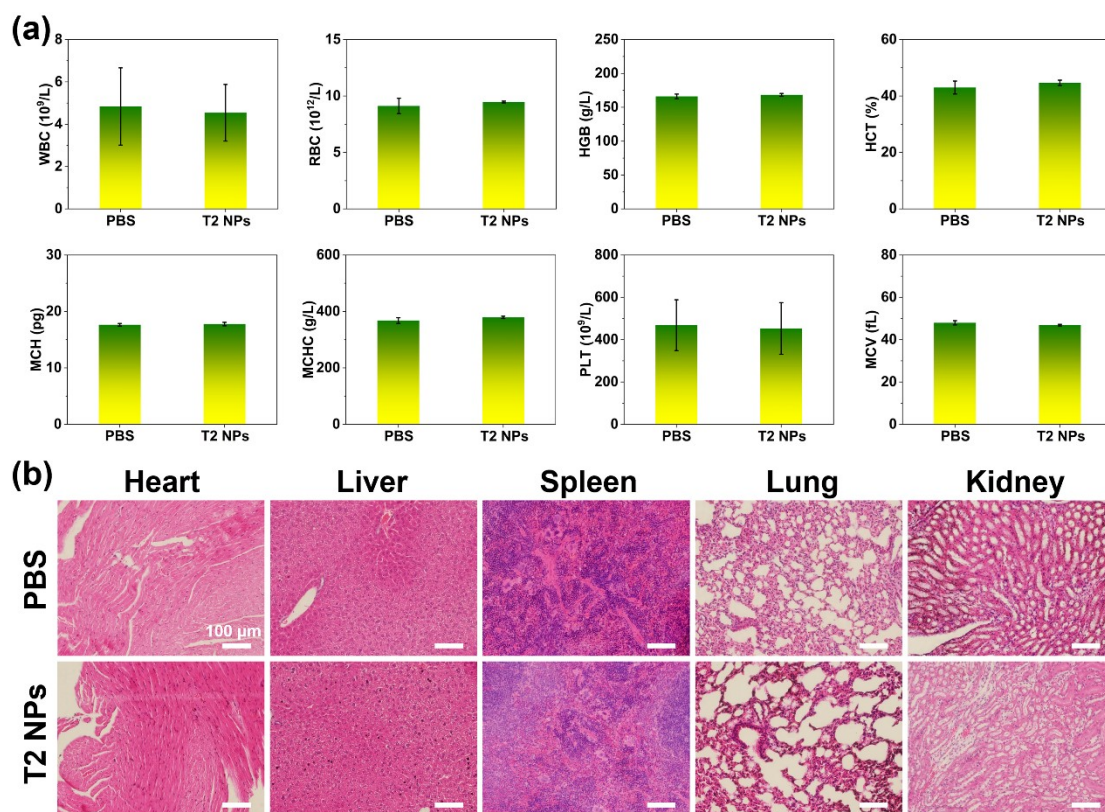 (a)
8
6
4
2
0
WBC (10⁹/L)
PBS T2 NPs
15
10
5
0
RBC (10¹²/L)
PBS T2 NPs
250
200
150
100
50
0
HGB (g/L)
PBS T2 NPs
60
40
20
0
HCT (%)
PBS T2 NPs
30
20
10
0
MCH (pg)
PBS T2 NPs
600
400
200
0
MCHC (g/L)
PBS T2 NPs
800
600
400
200
0
PLT (10⁹/L)
PBS T2 NPs
80
60
40
20
0
MCV (fL)
PBS T2 NPs
(b)
Heart Liver Spleen Lung Kidney
PBS
100 μm
T2 NPs